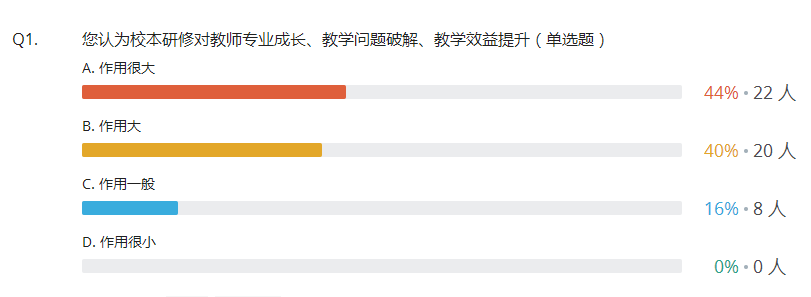 Q1. 您认为校本研修对教师专业成长、教学问题破解、教学效益提升（单选题）
A. 作用很大
44% • 22 人
B. 作用大
40% • 20 人
C. 作用一般
16% • 8 人
D. 作用很小
0% • 0 人